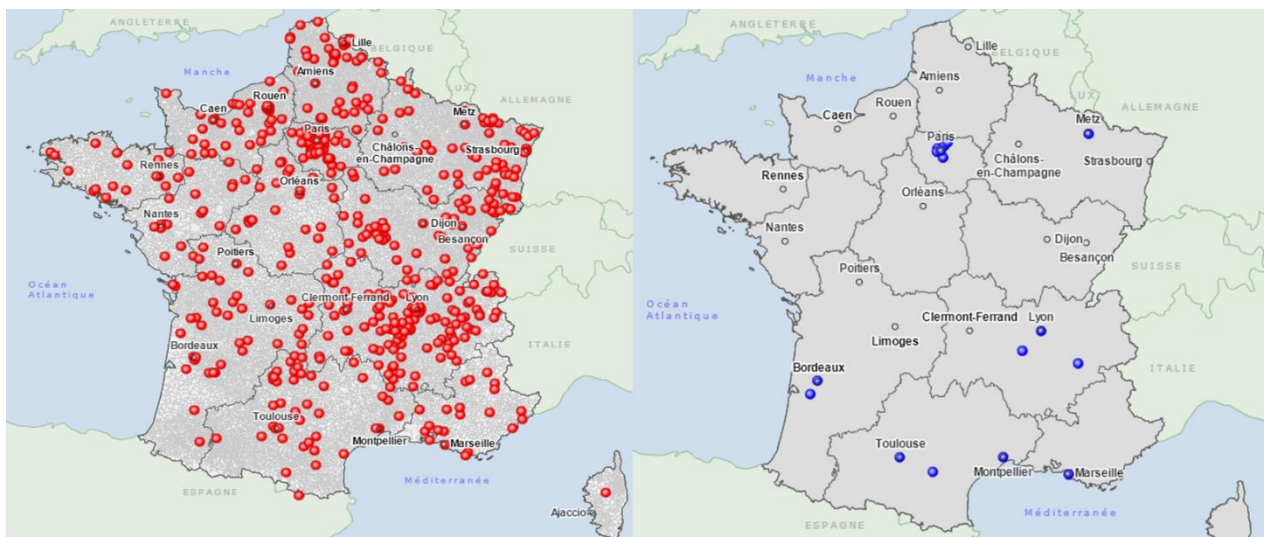 ANGLETERRE
Lille
BELGIQUE
Manche
Amiens
LUX
ALLEMAGNE
Rouen
Caen
Metz
Paris
Châlons-
en-Champagne
Strasbourg
Rennes
Orléans
Nantes
Dijon
Besançon
SUISSE
Poitiers
Océan
Atlantique
Clermont-Ferrand
Lyon
Limoges
ITALIE
Bordeaux
Toulouse
Montpellier
Marseille
Méditerranée
ESPAGNE
Ajaccio
ANGLETERRE
Lille
BELGIQUE
Manche
Amiens
LUX
ALLEMAGNE
Rouen
Caen
Metz
Paris
Châlons-
en-Champagne
Strasbourg
Rennes
Orléans
Nantes
Dijon
Besançon
SUISSE
Poitiers
Océan
Atlantique
Clermont-Ferrand
Lyon
Limoges
ITALIE
Bordeaux
Toulouse
Montpellier
Marseille
Méditerranée
ESPAGNE